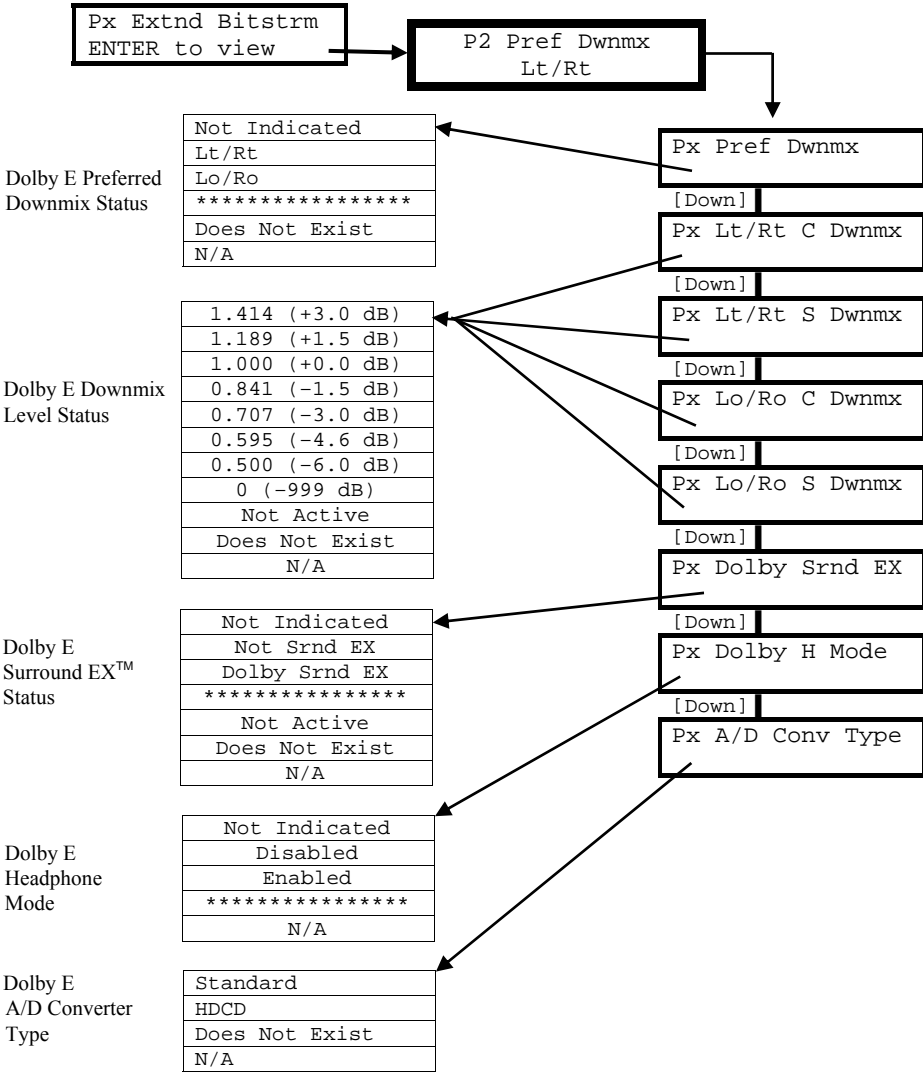 Px Extnd Bitstrm
ENTER to view
P2 Pref Dwnmx
Lt/Rt
Dolby E Preferred
Downmix Status
Not Indicated
Lt/Rt
Lo/Ro
*****************
Does Not Exist
N/A
Dolby E Downmix
Level Status
1.414 (+3.0 dB)
1.189 (+1.5 dB)
1.000 (+0.0 dB)
0.841 (−1.5 dB)
0.707 (−3.0 dB)
0.595 (−4.6 dB)
0.500 (−6.0 dB)
0 (−999 dB)
Not Active
Does Not Exist
N/A
Dolby E
Surround EX™
Status
Not Indicated
Not Srnd EX
Dolby Srnd EX
****************
Not Active
Does Not Exist
N/A
Dolby E
Headphone
Mode
Not Indicated
Disabled
Enabled
****************
N/A
Dolby E
A/D Converter
Type
Standard
HDCD
Does Not Exist
N/A
Px Pref Dwnmx
[Down]
Px Lt/Rt C Dwnmx
[Down]
Px Lt/Rt S Dwnmx
[Down]
Px Lo/Ro C Dwnmx
[Down]
Px Lo/Ro S Dwnmx
[Down]
Px Dolby Srnd EX
[Down]
Px Dolby H Mode
[Down]
Px A/D Conv Type